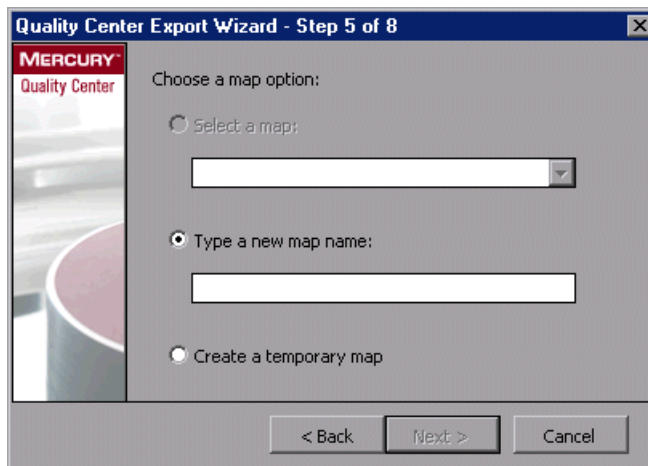 Quality Center Export Wizard - Step 5 of 8
MERCURY™
Quality Center
Choose a map option:
Select a map:
Type a new map name:
Create a temporary map
< Back
Next >
Cancel